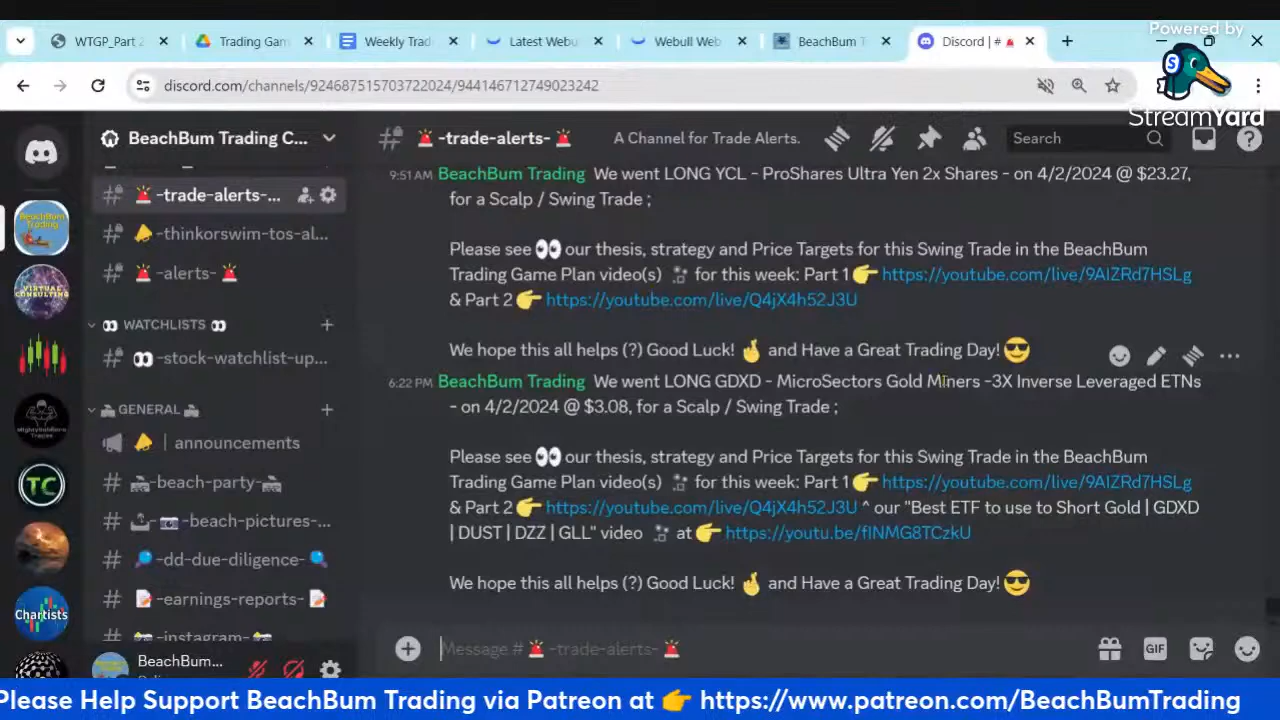 Powered by
StreamYard
WTGP_Part 2
Trading Gam
Weekly Trad
Latest Webu
Webull Web
BeachBum T
Discord | # 🚨
discord.com/channels/924687515703722024/944146712749023242
BeachBum Trading C...
🚨-trade-alerts-...
📣-thinkorswim-tos-al...
🚨-alerts-🚨
👀 WATCHLISTS 👀
👀-stock-watchlist-up...
GENERAL
📣 | announcements
-beach-party-
-beach-pictures-...
🔎-dd-due-diligence-🔍
📝-earnings-reports-📝
-instagram-
BeachBum...
BeachBum
Trading
VIRTUAL
CONSULTING
TC
Chartists
🚨-trade-alerts-🚨
A Channel for Trade Alerts.
Search
9:51 AM BeachBum Trading We went LONG YCL - ProShares Ultra Yen 2x Shares - on 4/2/2024 @ $23.27,
for a Scalp / Swing Trade ;
Please see 👀 our thesis, strategy and Price Targets for this Swing Trade in the BeachBum
Trading Game Plan video(s) 🎥 for this week: Part 1👉 https://youtube.com/live/9AIZRd7HSLg
& Part 2 👉 https://youtube.com/live/Q4jX4h52J3U
We hope this all helps (?) Good Luck! 🤞 and Have a Great Trading Day! 😎
6:22 PM BeachBum Trading We went LONG GDXD - MicroSectors Gold Miners -3X Inverse Leveraged ETNs
- on 4/2/2024 @ $3.08, for a Scalp / Swing Trade ;
Please see 👀 our thesis, strategy and Price Targets for this Swing Trade in the BeachBum
Trading Game Plan video(s) 🎥 for this week: Part 1👉 https://youtube.com/live/9AIZRd7HSLg
& Part 2 👉 https://youtube.com/live/Q4jX4h52J3U ^ our "Best ETF to use to Short Gold | GDXD
| DUST | DZZ | GLL" video 🎥 at 👉 https://youtu.be/fINMG8TCzkU
We hope this all helps (?) Good Luck! 🤞 and Have a Great Trading Day! 😎
Message # 🚨-trade-alerts-🚨
GIF
Please Help Support BeachBum Trading via Patreon at 👉 https://www.patreon.com/BeachBumTrading